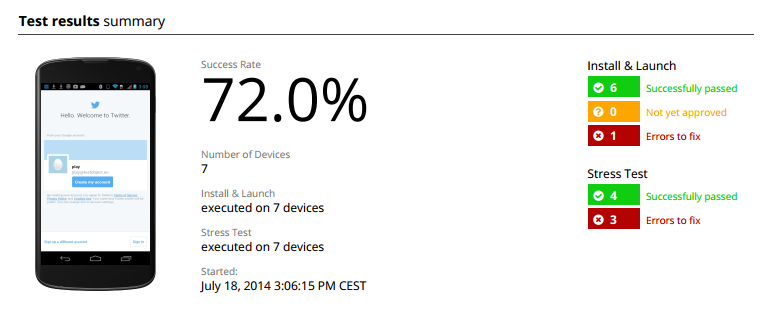 Test results summary
Success Rate
72.0%
Number of Devices
7
Install & Launch
executed on 7 devices
Stress Test
executed on 7 devices
Started:
July 18, 2014 3:06:15 PM CEST
Install & Launch
6 Successfully passed
0 Not yet approved
1 Errors to fix
Stress Test
4 Successfully passed
3 Errors to fix
Hello. Welcome to Twitter.
play
Create my account
Sign up a different account
Sign in